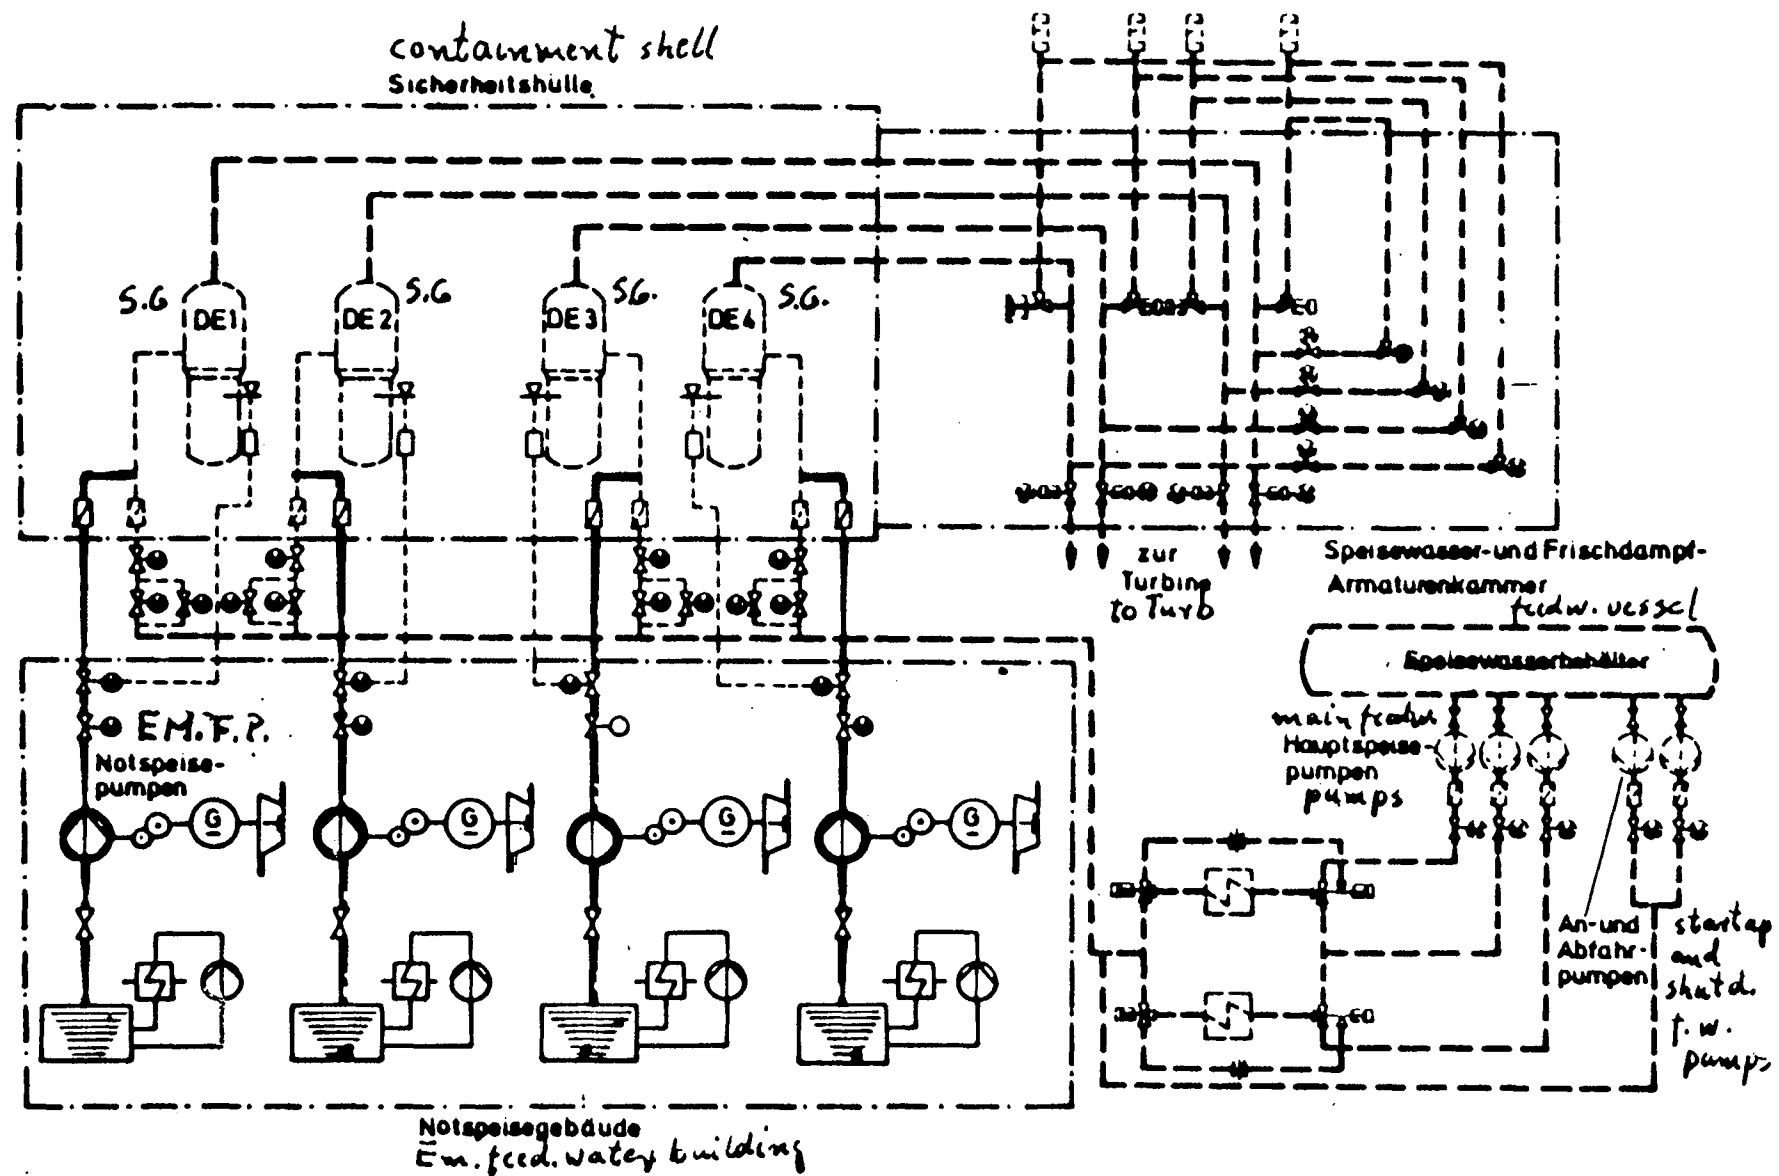 containment shell
Sicherheitshülle
S.G
DE1
DE2
S.G
DE3
S.G.
DE4
S.G.
zur
Turbine
to Turb
Speisewasser-und Frischdampf-
Armaturenkammer
feedw. vessel
Speisewasserbehälter
main feedw
Hauptspeise-
pumpen
pumps
EM.F.P.
Notspeise-
pumpen
G
G
G
G
An-und
Abfahr-
pumpen
startup
and
shutd.
f.w.
pumps
Notspeisegebäude
Em. feed. water building